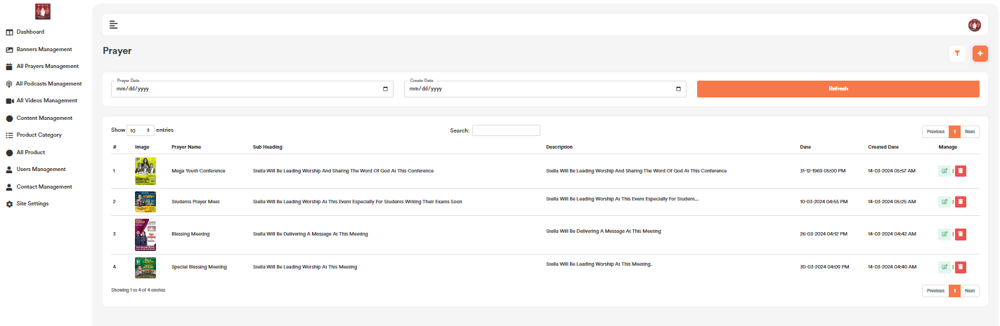 Dashboard
Banners Management
All Prayers Management
All Podcasts Management
All Videos Management
Content Management
Product Category
All Product
Users Management
Contact Management
Site Settings
Prayer
Prayer Date
mm/dd/yyyy
Create Date
mm/dd/yyyy
Refresh
Show 10 entries
Search:
Previous 1 Next
# Image Prayer Name Sub Heading Description Date Created Date Manage
1 Mega Youth Conference Stella Will Be Leading Worship And Sharing The Word Of God At This Conference Stella Will Be Leading Worship And Sharing The Word Of God At This Conference 31-12-1969 05:00 PM 14-03-2024 05:57 AM |
2 Students Prayer Meet Stella Will Be Leading Worship At This Event Especially For Students Writing Their Exams Soon Stella Will Be Leading Worship At This Event Especially For Student... 10-03-2024 04:55 PM 14-03-2024 05:25 AM |
3 Blessing Meeting Stella Will Be Delivering A Message At This Meeting Stella Will Be Delivering A Message At This Meeting 26-03-2024 04:12 PM 14-03-2024 04:42 AM |
4 Special Blessing Meeting Stella Will Be Leading Worship At This Meeting Stella Will Be Leading Worship At This Meeting. 30-03-2024 04:09 PM 14-03-2024 04:40 AM |
Showing 1 to 4 of 4 entries
Previous 1 Next